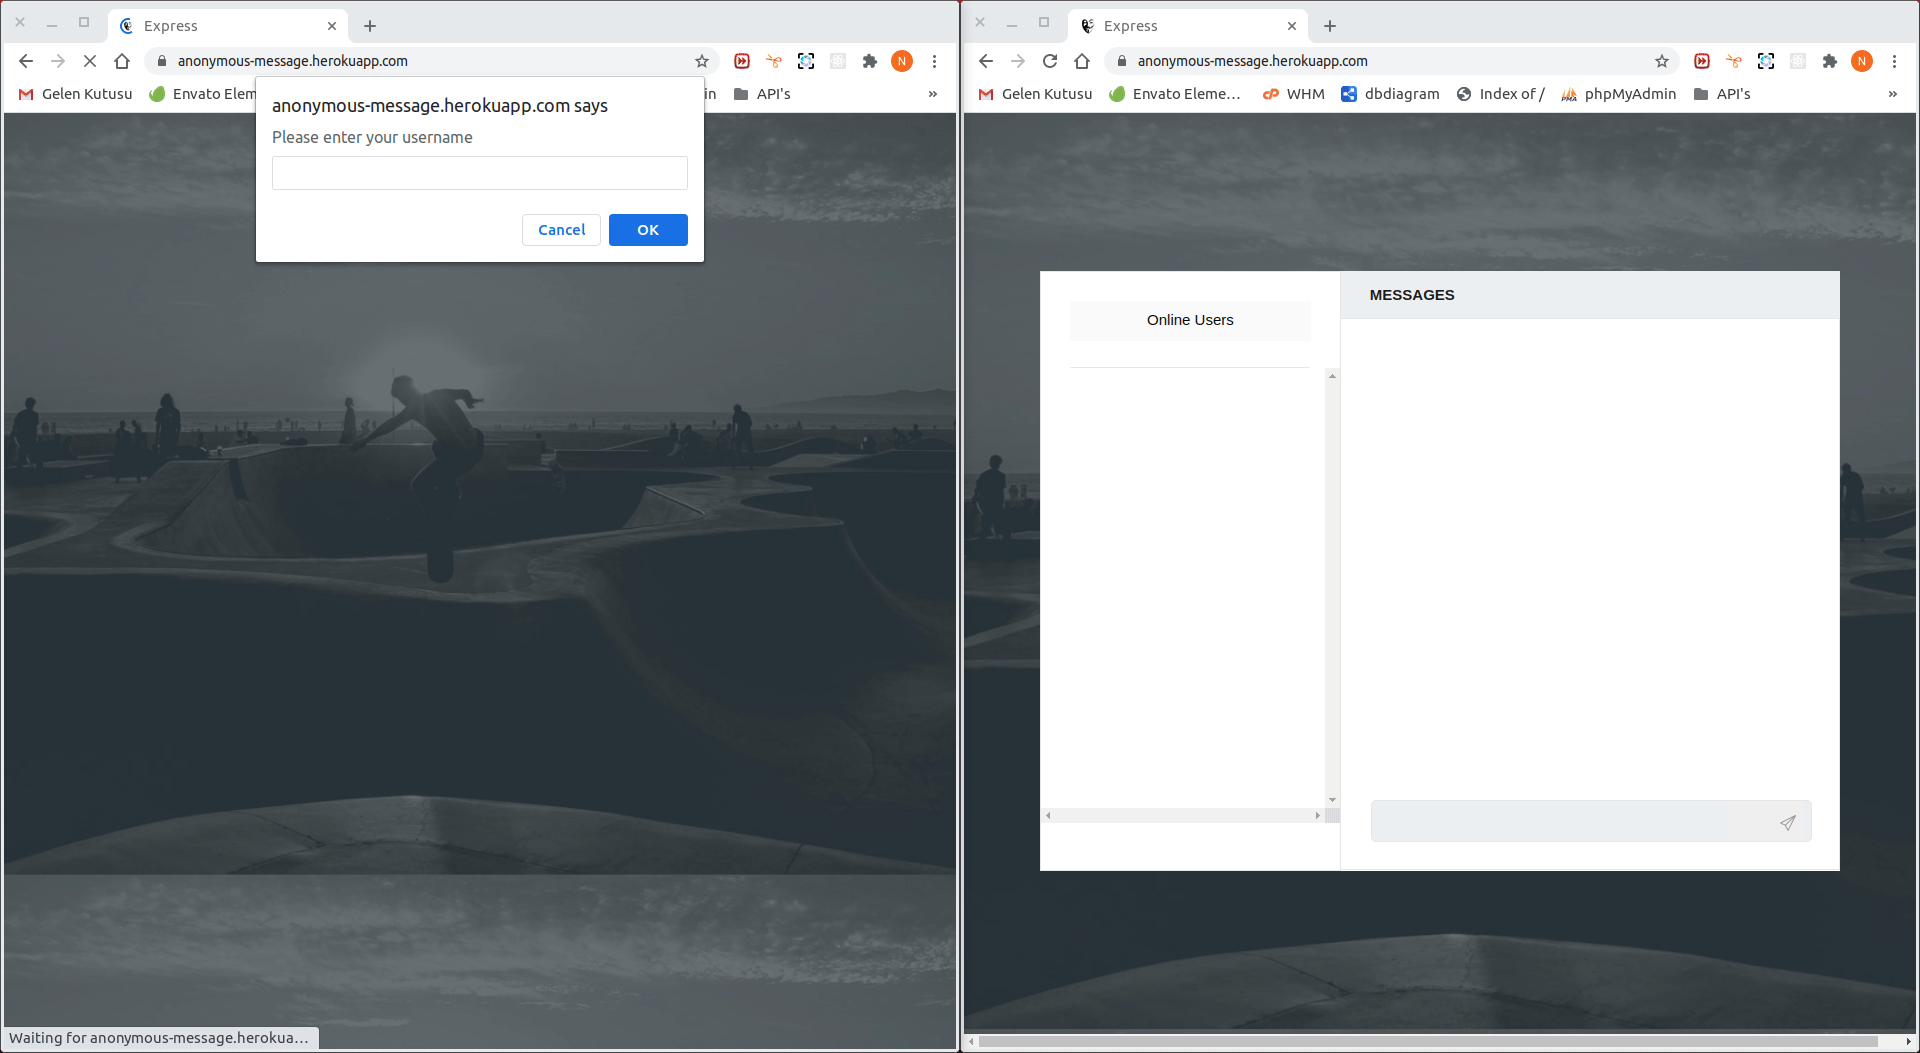 Express
anonymous-message.herokuapp.com
N
Gelen Kutusu
Envato Elem
in
API's
»
anonymous-message.herokuapp.com says
Please enter your username
Cancel
OK
Waiting for anonymous-message.herokua…
Express
anonymous-message.herokuapp.com
N
Gelen Kutusu
Envato Eleme…
cP WHM
dbdiagram
Index of /
PMA phpMyAdmin
API's
»
Online Users
MESSAGES